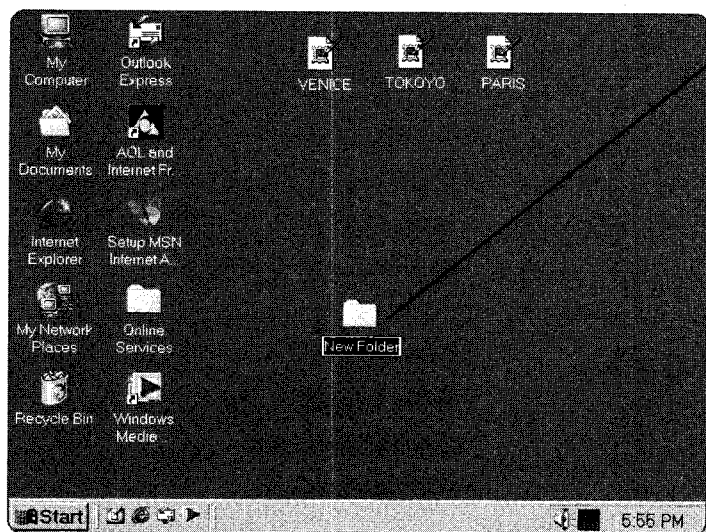 My
Computer
Outlook
Express
VENICE
TOKOYO
PARIS
My
Documents
AOL and
Internet Fr..
Internet
Explorer
Setup MSN
Internet A...
My Network
Places
Online
Services
New Folder
Recycle Bin
Windows
Media ...
Start
5:55 PM